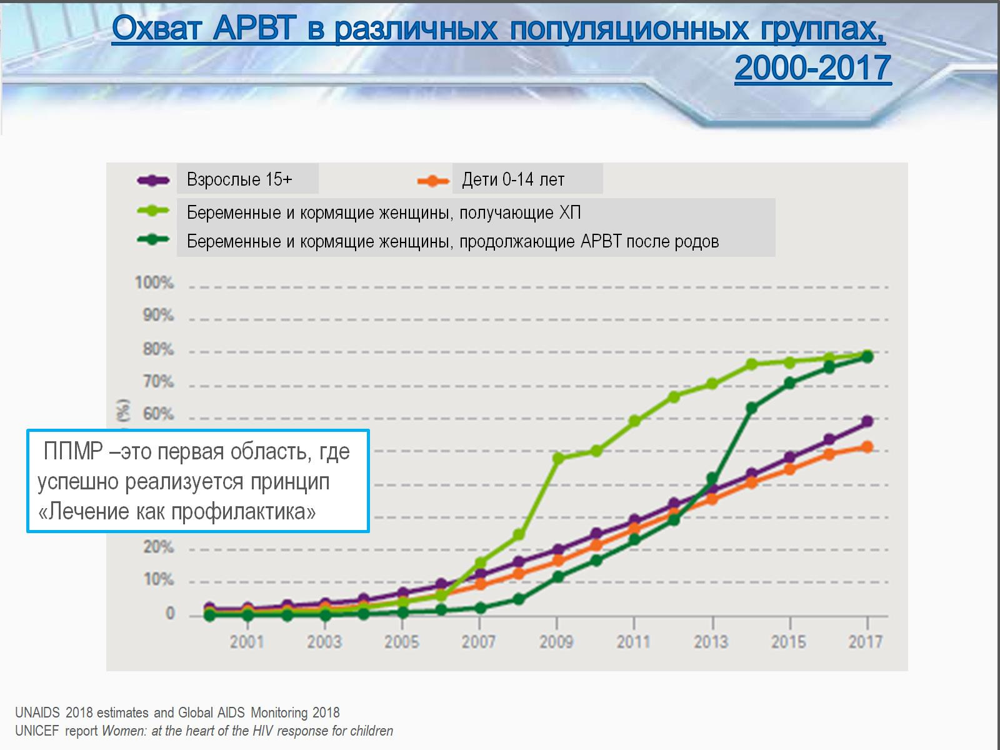 Охват АРВТ в различных популяционных группах,
2000-2017
Взрослые 15+
Дети 0-14 лет
Беременные и кормящие женщины, получающие ХП
Беременные и кормящие женщины, продолжающие АРВТ после родов
100%
90%
80%
70%
60%
(%)
ППМР –это первая область, где
успешно реализуется принцип
«Лечение как профилактика»
20%
10%
0
2001 2003 2005 2007 2009 2011 2013 2015 2017
UNAIDS 2018 estimates and Global AIDS Monitoring 2018
UNICEF report Women: at the heart of the HIV response for children